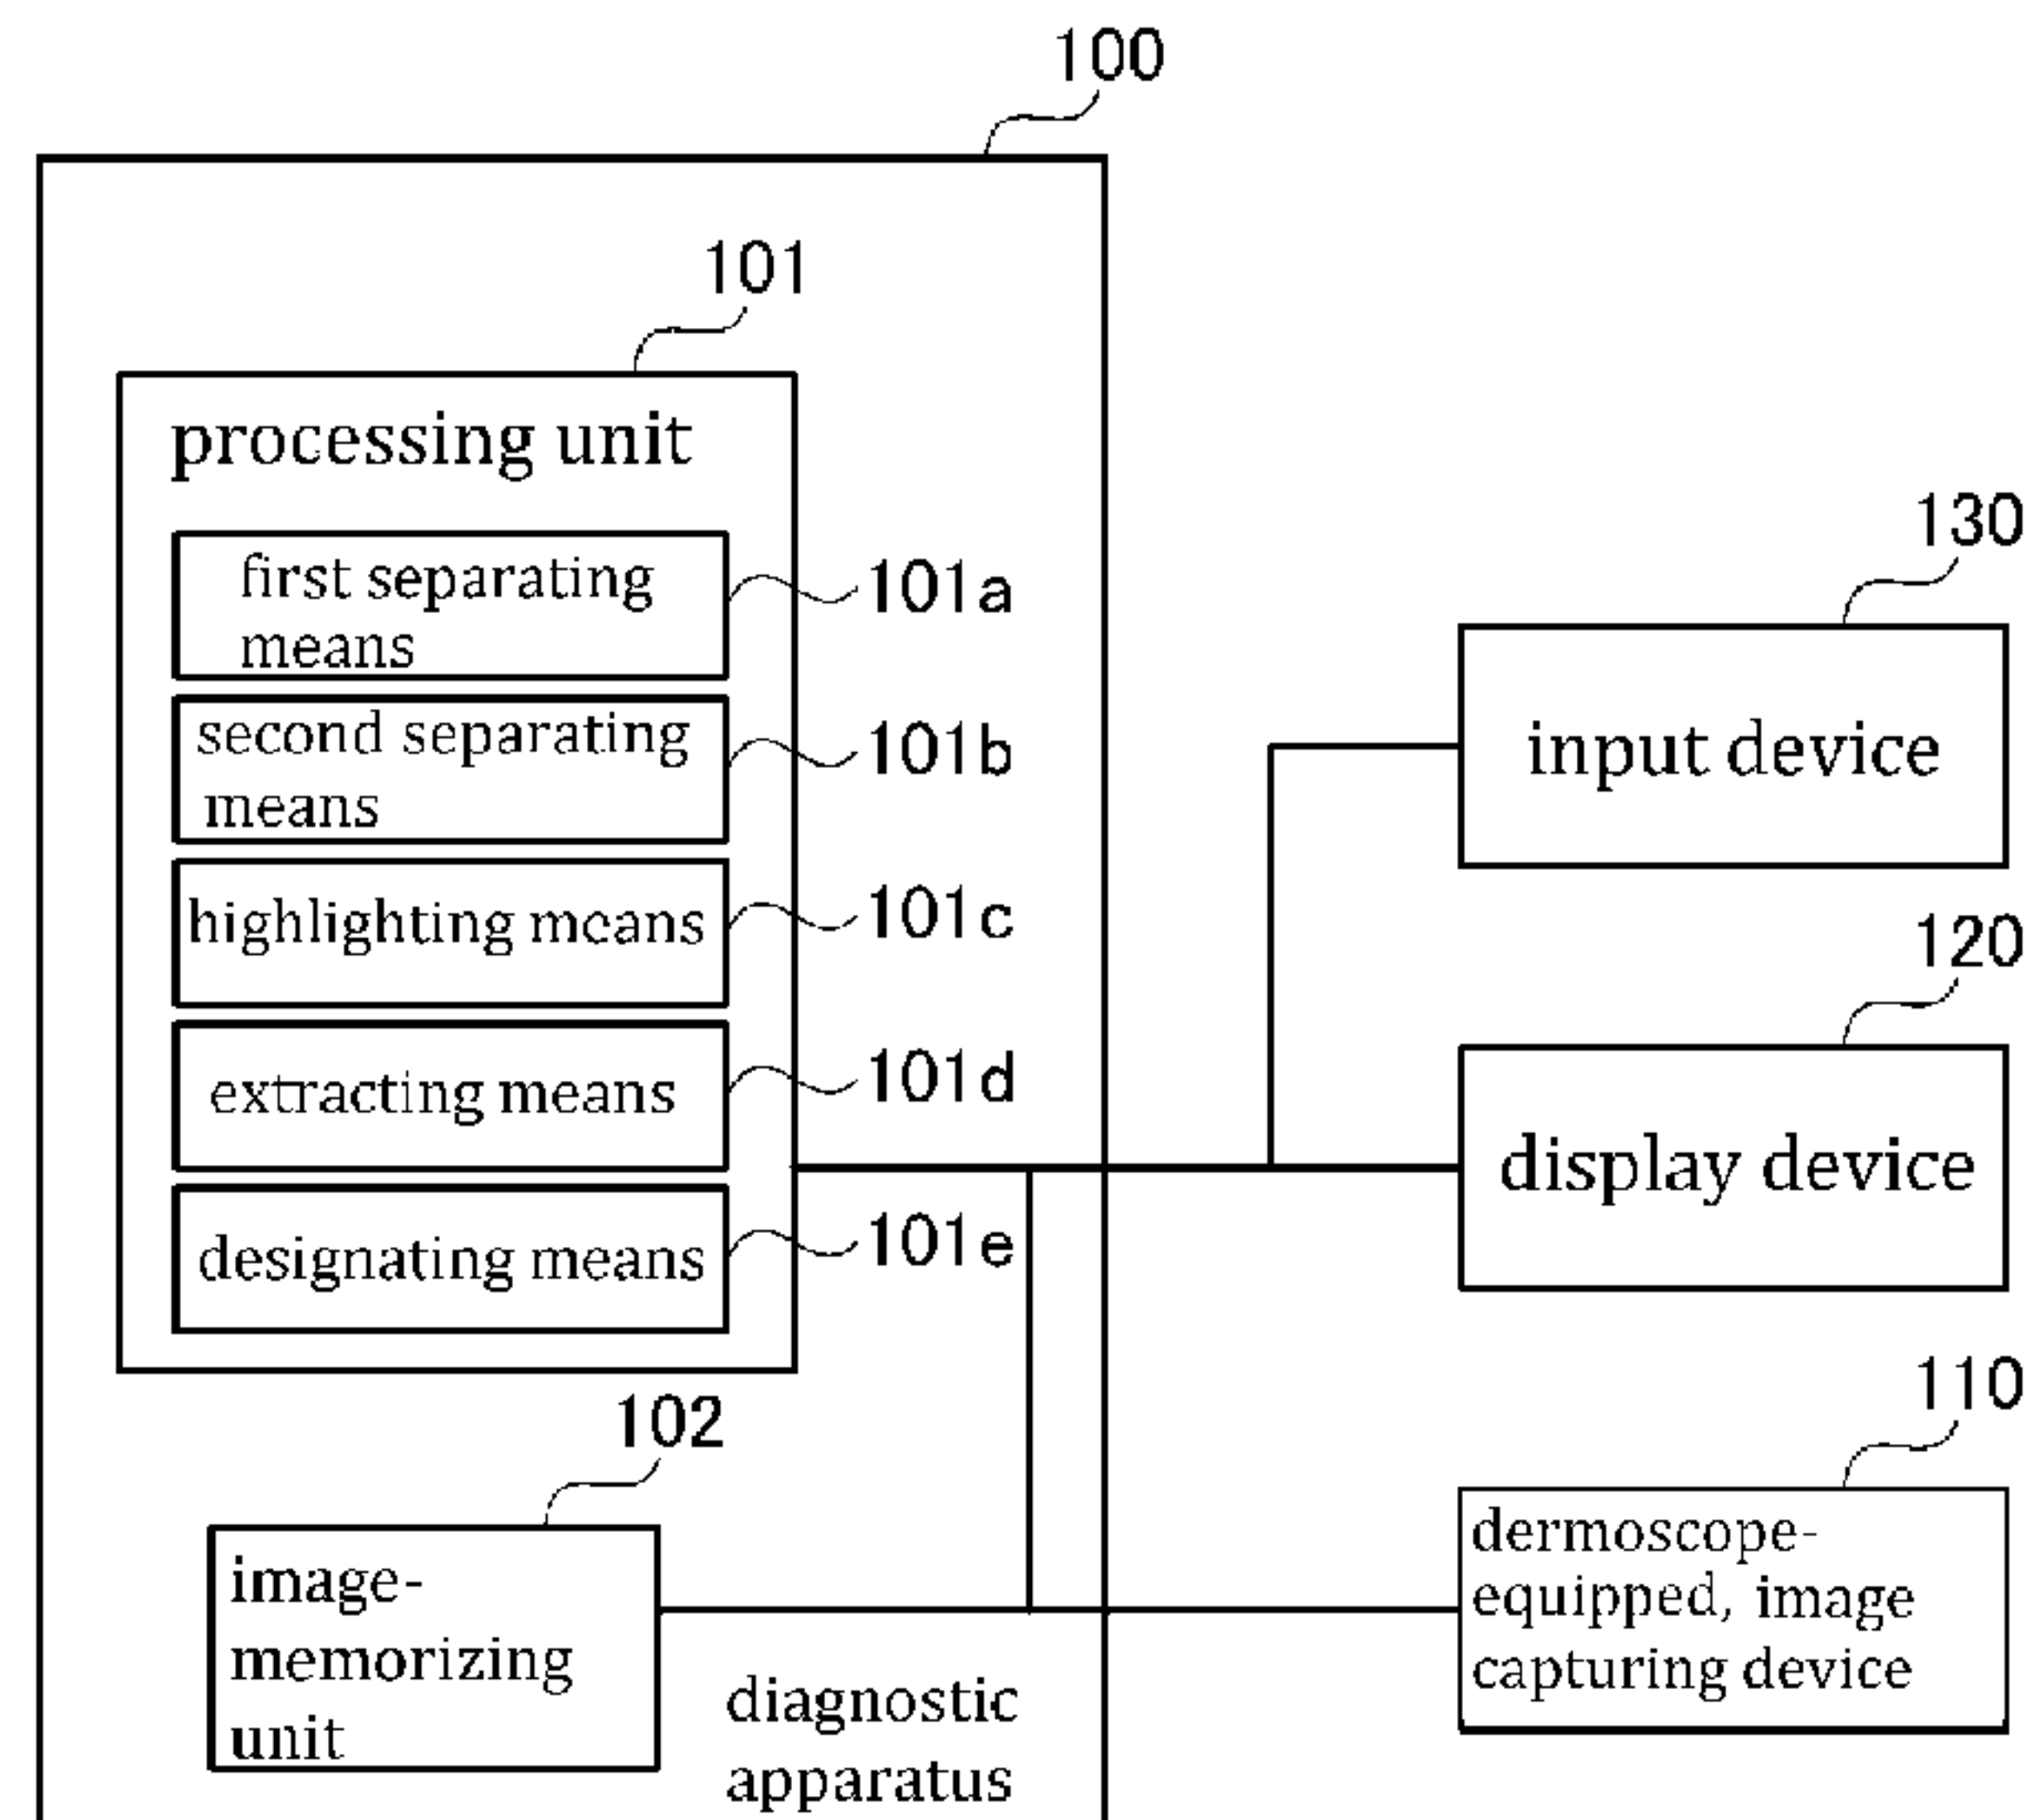 100
101
processing unit
first separating
means
101a
second separating
means
101b
highlighting means
101c
extracting means
101d
designating means
101e
102
image-
memorizing
unit
diagnostic
apparatus
130
input device
120
display device
110
dermoscope-
equipped, image
capturing device